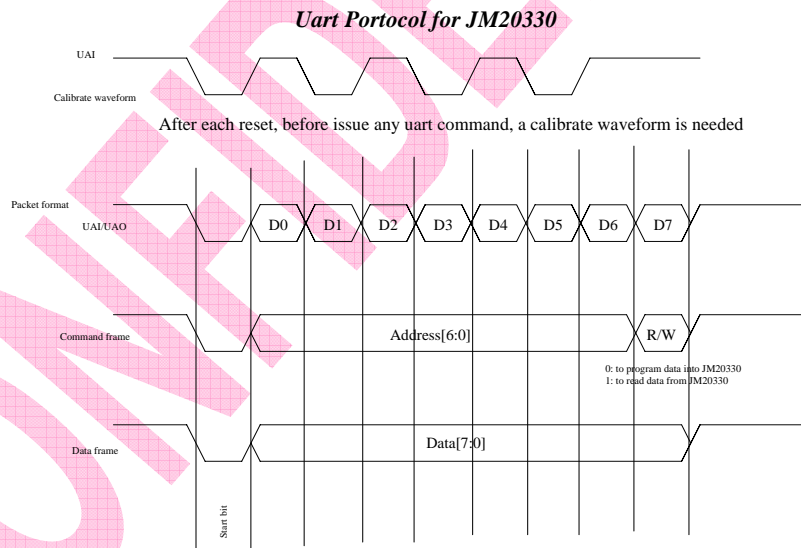 Uart Portocol for JM20330
UAI
Calibrate waveform
After each reset, before issue any uart command, a calibrate waveform is needed
Packet format
UAI/UAO
D0 D1 D2 D3 D4 D5 D6 D7
Command frame
Address[6:0]
R/W
0: to program data into JM20330
1: to read data from JM20330
Data frame
Data[7:0]
Start bit
ONFIDE